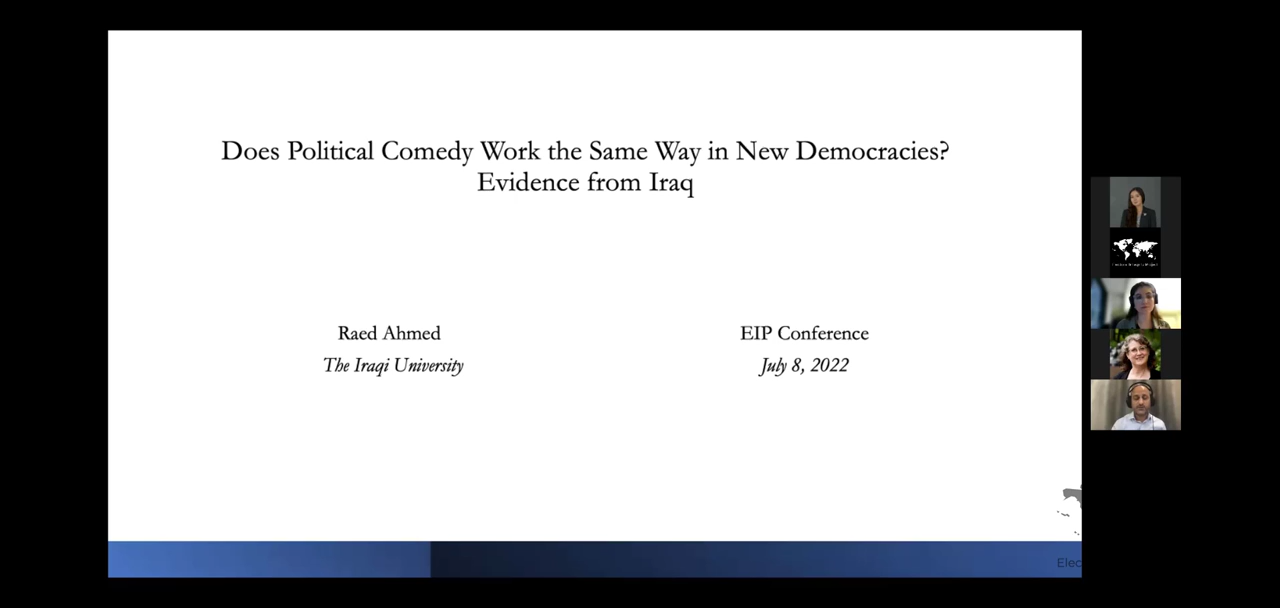 Does Political Comedy Work the Same Way in New Democracies?
Evidence from Iraq
Raed Ahmed
The Iraqi University
EIP Conference
July 8, 2022
Elec